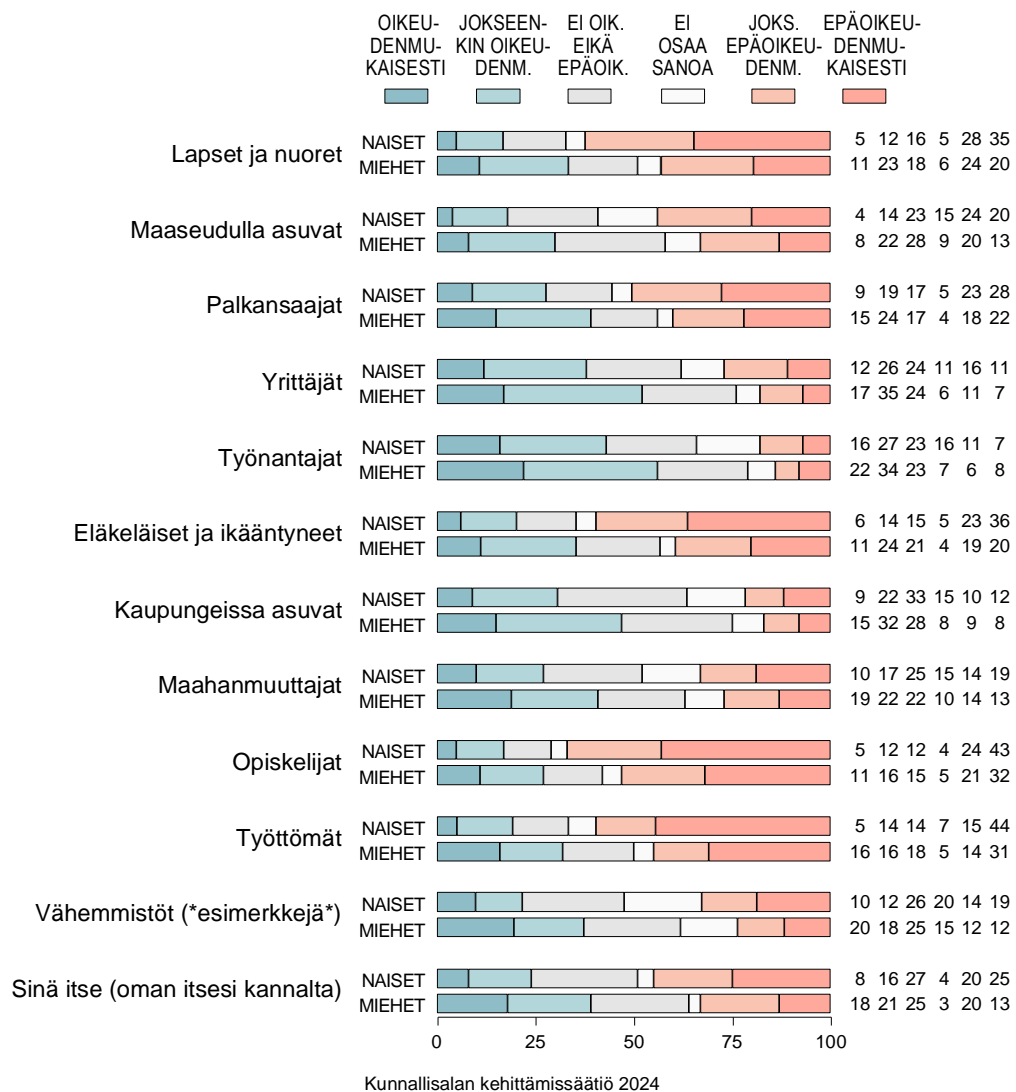 OIKEU- JOKSEEN- EI OIK. EI JOKS. EPÄOIKEU-
DENMU- KIN OIKEU- EIKÄ OSAA EPÄOIKEU- DENMU-
KAISESTI DENM. EPÄOIK. SANOA DENM. KAISESTI
Lapset ja nuoret
NAISET 5 12 16 5 28 35
MIEHET 11 23 18 6 24 20
Maaseudulla asuvat
NAISET 4 14 23 15 24 20
MIEHET 8 22 28 9 20 13
Palkansaajat
NAISET 9 19 17 5 23 28
MIEHET 15 24 17 4 18 22
Yrittäjät
NAISET 12 26 24 11 16 11
MIEHET 17 35 24 6 11 7
Työnantajat
NAISET 16 27 23 16 11 7
MIEHET 22 34 23 7 6 8
Eläkeläiset ja ikääntyneet
NAISET 6 14 15 5 23 36
MIEHET 11 24 21 4 19 20
Kaupungeissa asuvat
NAISET 9 22 33 15 10 12
MIEHET 15 32 28 8 9 8
Maahanmuuttajat
NAISET 10 17 25 15 14 19
MIEHET 19 22 22 10 14 13
Opiskelijat
NAISET 5 12 12 4 24 43
MIEHET 11 16 15 5 21 32
Työttömät
NAISET 5 14 14 7 15 44
MIEHET 16 16 18 5 14 31
Vähemmistöt (*esimerkkejä*)
NAISET 10 12 26 20 14 19
MIEHET 20 18 25 15 12 12
Sinä itse (oman itsesi kannalta)
NAISET 8 16 27 4 20 25
MIEHET 18 21 25 3 20 13
0 25 50 75 100
Kunnallisalan kehittämissäätiö 2024